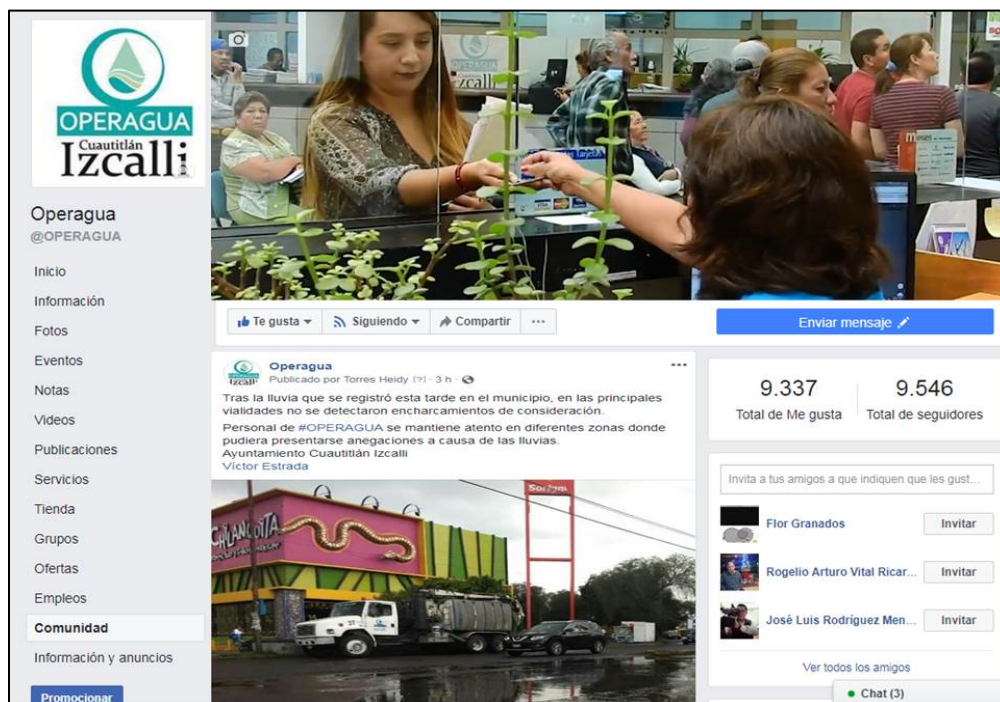 OPERAGUA
Cuautitlán
Izcalli
Operagua
@OPERAGUA
Inicio
Información
Fotos
Eventos
Notas
Videos
Publicaciones
Servicios
Tienda
Grupos
Ofertas
Empleos
Comunidad
Información y anuncios
Promocionar
Izcalli
meses
Tarjetas
VISA
Te gusta
Siguiendo
Compartir
Enviar mensaje
Operagua
Publicado por Torres Heidy [?] · 3 h ·
Tras la lluvia que se registró esta tarde en el municipio, en las principales
vialidades no se detectaron encharcamientos de consideración.
Personal de #OPERAGUA se mantiene atento en diferentes zonas donde
pudiera presentarse anegaciones a causa de las lluvias.
Ayuntamiento Cuautitlán Izcalli
Víctor Estrada
CHILANGOITA
37
9.337
Total de Me gusta
9.546
Total de seguidores
Invita a tus amigos a que indiquen que les gust...
Flor Granados
Invitar
Rogelio Arturo Vital Ricar...
Invitar
José Luis Rodríguez Men...
Invitar
Ver todos los amigos
Chat (3)